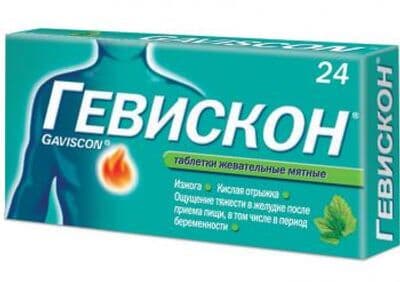 GAVISCON
24
ГЕВИСКОН®
GAVISCON®
таблетки жевательные мятные
Изжога • Кислая отрыжка •
Ощущение тяжести в желудке после
приема пищи, в том числе в период
беременности
ГЕВИСКОН®